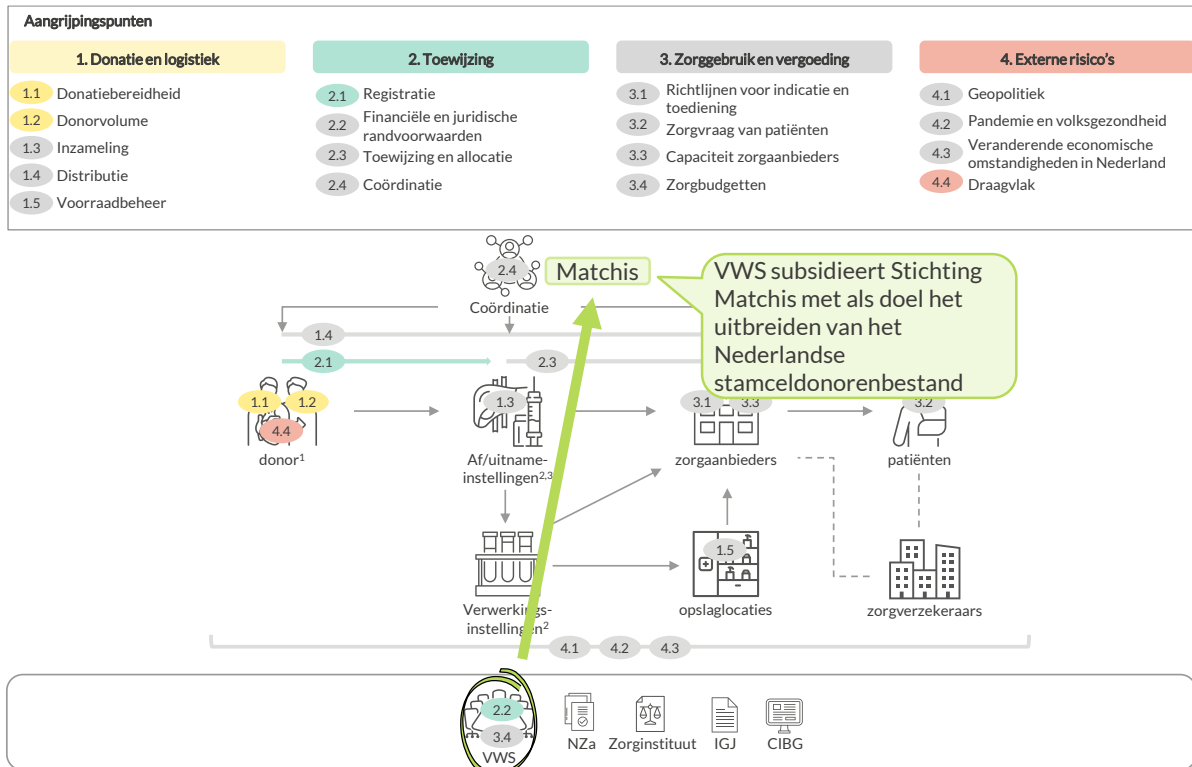 Aangrijpingspunten
1. Donatie en logistiek
1.1 Donatiebereidheid
1.2 Donorvolume
1.3 Inzameling
1.4 Distributie
1.5 Voorraadbeheer
2. Toewijzing
2.1 Registratie
2.2 Financiële en juridische
randvoorwaarden
2.3 Toewijzing en allocatie
2.4 Coördinatie
3. Zorggebruik en vergoeding
3.1 Richtlijnen voor indicatie en
toediening
3.2 Zorgvraag van patiënten
3.3 Capaciteit zorgaanbieders
3.4 Zorgbudgetten
4. Externe risico's
4.1 Geopolitiek
4.2 Pandemie en volksgezondheid
4.3 Veranderende economische
omstandigheden in Nederland
4.4 Draagvlak
2.4
Coördinatie
Matchis
VWS subsidieert Stichting
Matchis met als doel het
uitbreiden van het
Nederlandse
stamceldonorenbestand
1.4
2.1
2.3
1.1 1.2
4.4
donor1
1.3
Af/uitname-
instellingen2,3
3.1 3.3
zorgaanbieders
3.2
patiënten
Verwerkings-
instellingen2
1.5
opslaglocaties
zorgverzekeraars
4.1 4.2 4.3
2.2
3.4
VWS
NZa
Zorginstituut
IGJ
CIBG